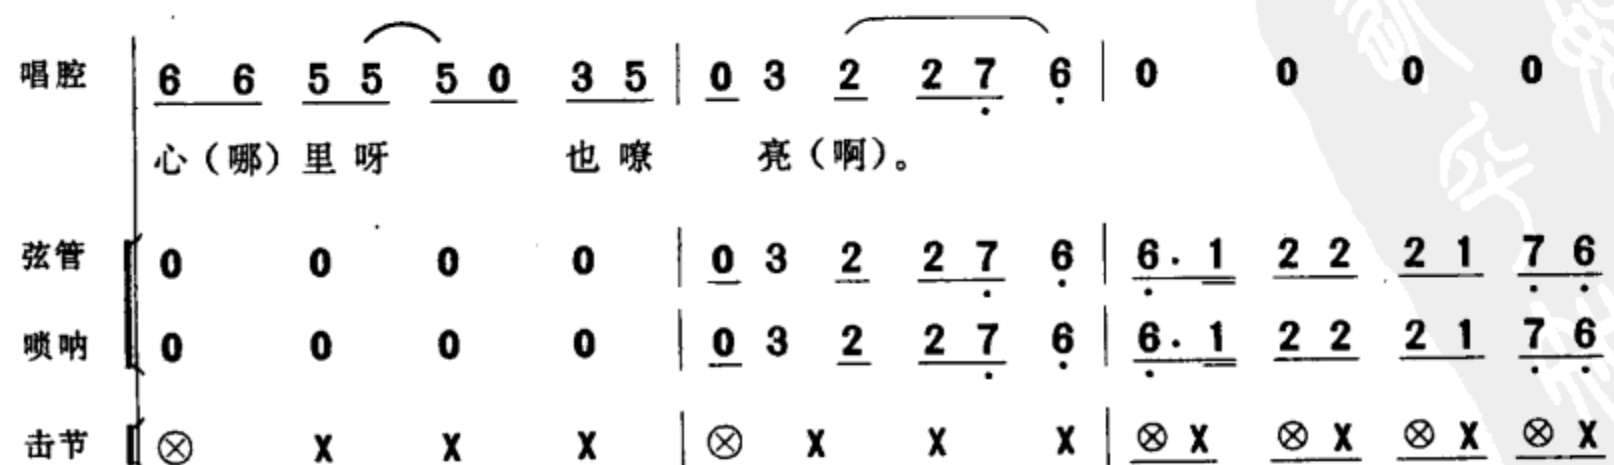 唱腔 6 6 5 5 5 0 3 5 | 0 3 2 2 7 6 | 0 0 0 0
心（哪）里呀 也嘹 亮（啊）。
弦管 0 0 0 0 | 0 3 2 2 7 6 | 6· 1 2 2 2 1 7 6
唢呐 0 0 0 0 | 0 3 2 2 7 6 | 6· 1 2 2 2 1 7 6
击节 ⊗ X X X | ⊗ X X X | ⊗ X ⊗ X ⊗ X ⊗ X